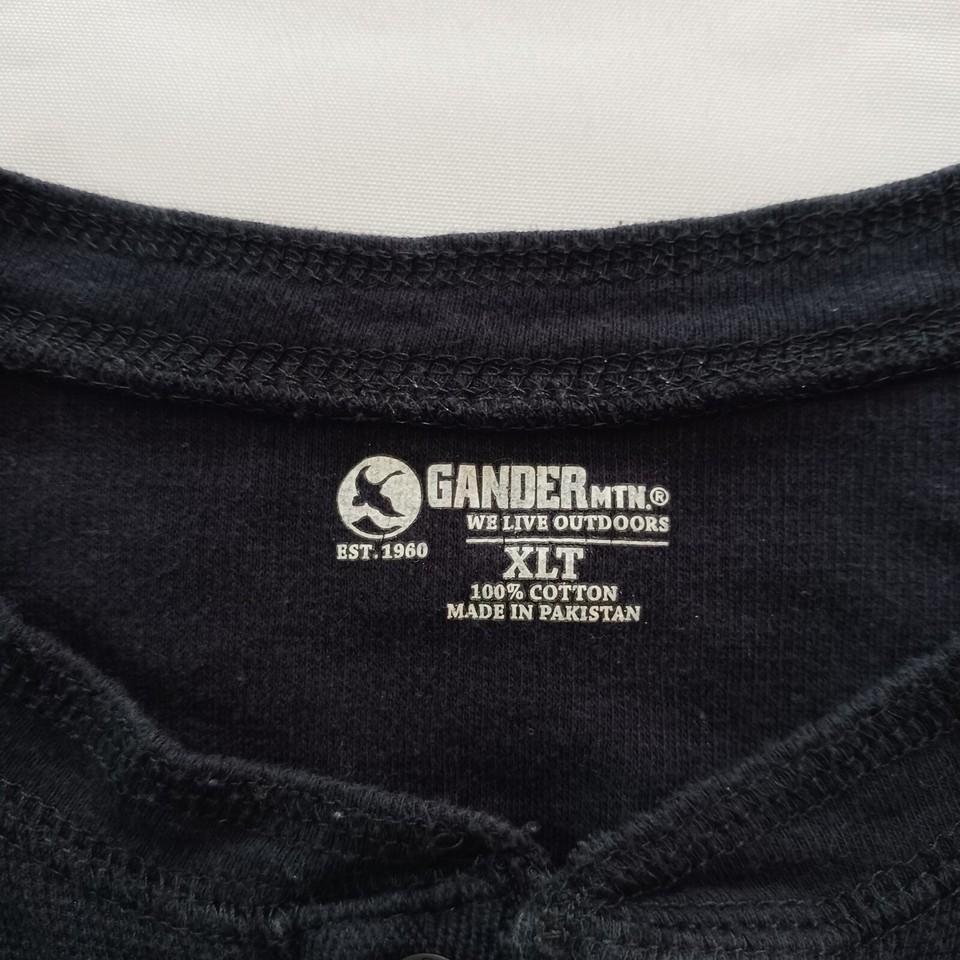 GANDER MTN.®
WE LIVE OUTDOORS
EST. 1960
XLT
100% COTTON
MADE IN PAKISTAN